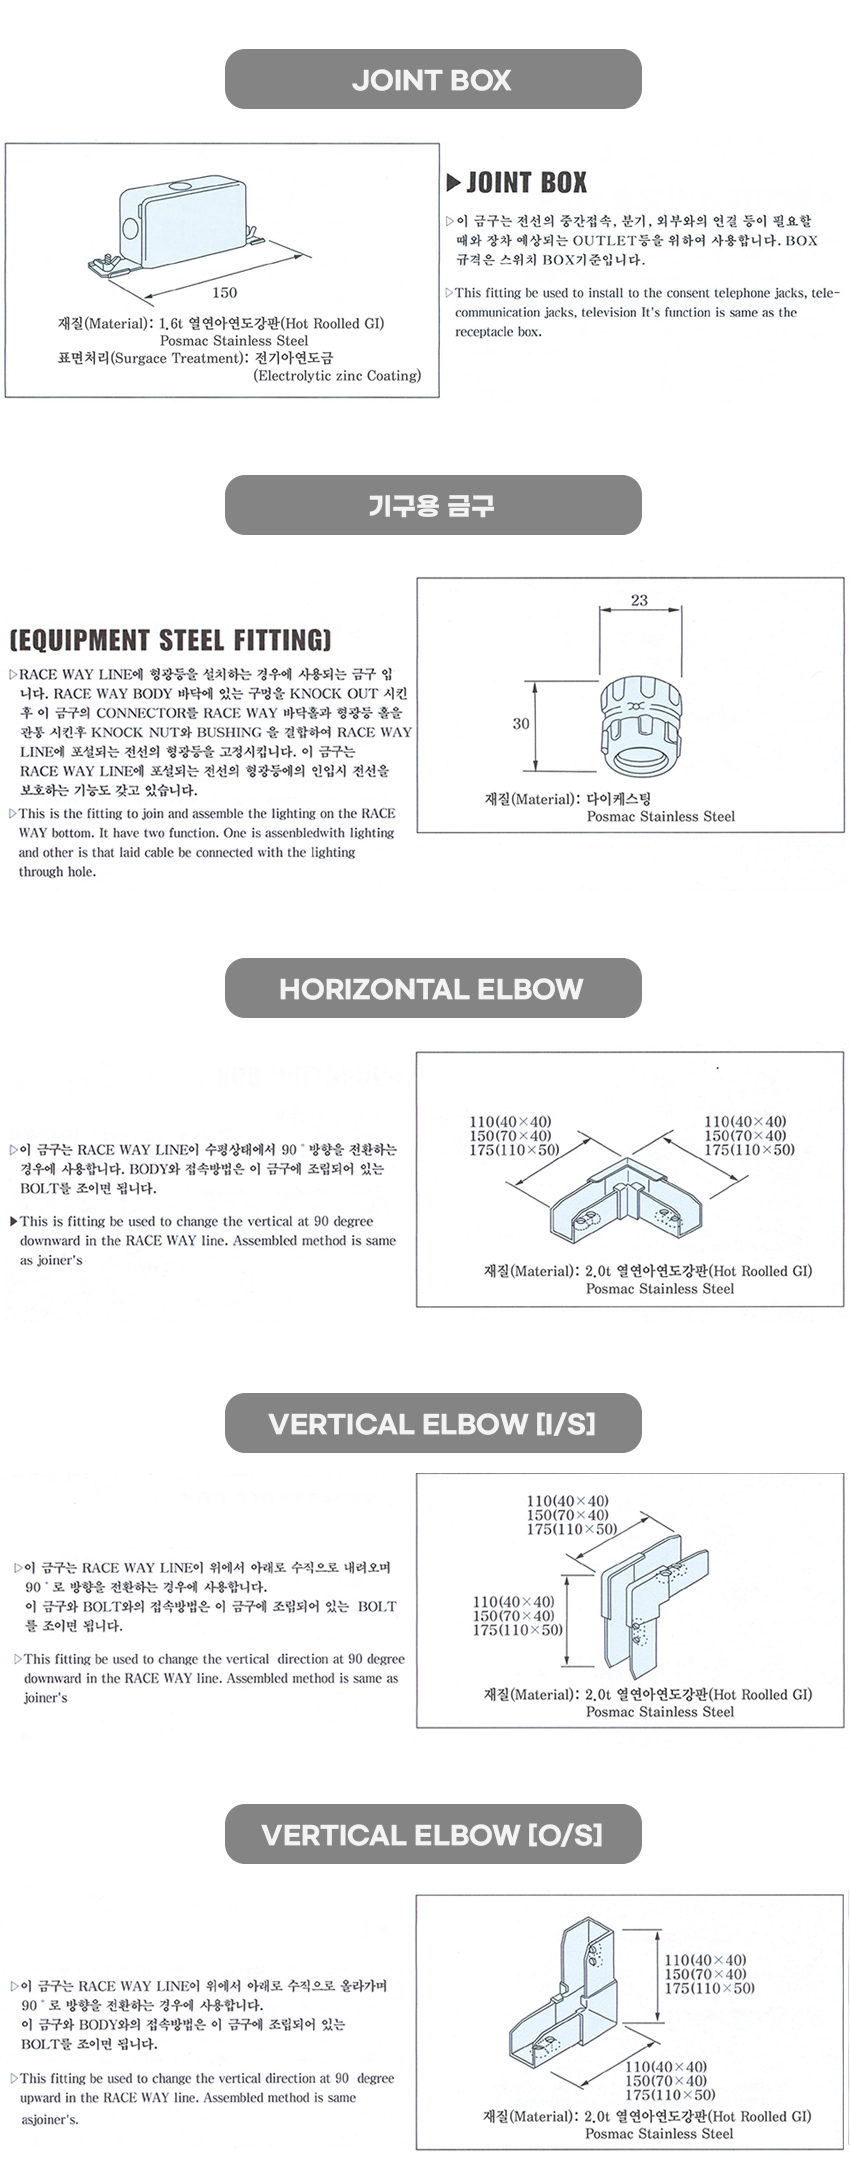 JOINT BOX
150
재질(Material): 1.6t 열연아연도강판(Hot Roolled GI)
Posmac Stainless Steel
표면처리(Surgace Treatment): 전기아연도금
(Electrolytic zinc Coating)
▶JOINT BOX
▷이 금구는 전선의 중간접속, 분기, 외부와의 연결 등이 필요할
때와 장차 예상되는 OUTLET등을 위하여 사용합니다. BOX
규격은 스위치 BOX기준입니다.
▷This fitting be used to install to the consent telephone jacks, tele-
communication jacks, television It's function is same as the
receptacle box.
기구용 금구
(EQUIPMENT STEEL FITTING)
▷RACE WAY LINE에 형광등을 설치하는 경우에 사용되는 금구 입
니다. RACE WAY BODY 바닥에 있는 구멍을 KNOCK OUT 시킨
후 이 금구의 CONNECTOR를 RACE WAY 바닥홀과 형광등 홀을
관통 시킨후 KNOCK NUT와 BUSHING 을 결합하여 RACE WAY
LINE에 포설되는 전선의 형광등을 고정시킵니다. 이 금구는
RACE WAY LINE에 포설되는 전선의 형광등에의 인입시 전선을
보호하는 기능도 갖고 있습니다.
▷This is the fitting to join and assemble the lighting on the RACE
WAY bottom. It have two function. One is assenbledwith lighting
and other is that laid cable be connected with the lighting
through hole.
23
30
재질(Material): 다이케스팅
Posmac Stainless Steel
HORIZONTAL ELBOW
▷이 금구는 RACE WAY LINE이 수평상태에서 90 ° 방향을 전환하는
경우에 사용합니다. BODY와 접속방법은 이 금구에 조립되어 있는
BOLT를 조이면 됩니다.
▶This is fitting be used to change the vertical at 90 degree
downward in the RACE WAY line. Assembled method is same
as joiner's
110(40×40)
150(70×40)
175(110×50)
110(40×40)
150(70×40)
175(110×50)
재질(Material): 2.0t 열연아연도강판(Hot Roolled GI)
Posmac Stainless Steel
VERTICAL ELBOW [I/S]
▷이 금구는 RACE WAY LINE이 위에서 아래로 수직으로 내려오며
90 ° 로 방향을 전환하는 경우에 사용합니다.
이 금구와 BOLT와의 접속방법은 이 금구에 조립되어 있는 BOLT
를 조이면 됩니다.
▷This fitting be used to change the vertical direction at 90 degree
downward in the RACE WAY line. Assembled method is same as
joiner's
110(40×40)
150(70×40)
175(110×50)
110(40×40)
150(70×40)
175(110×50)
재질(Material): 2.0t 열연아연도강판(Hot Roolled GI)
Posmac Stainless Steel
VERTICAL ELBOW [O/S]
▷이 금구는 RACE WAY LINE이 위에서 아래로 수직으로 올라가며
90 ° 로 방향을 전환하는 경우에 사용합니다.
이 금구와 BODY와의 접속방법은 이 금구에 조립되어 있는
BOLT를 조이면 됩니다.
▷This fitting be used to change the vertical direction at 90 degree
upward in the RACE WAY line. Assembled method is same
asjoiner's.
110(40×40)
150(70×40)
175(110×50)
110(40×40)
150(70×40)
175(110×50)
재질(Material): 2.0t 열연아연도강판(Hot Roolled GI)
Posmac Stainless Steel